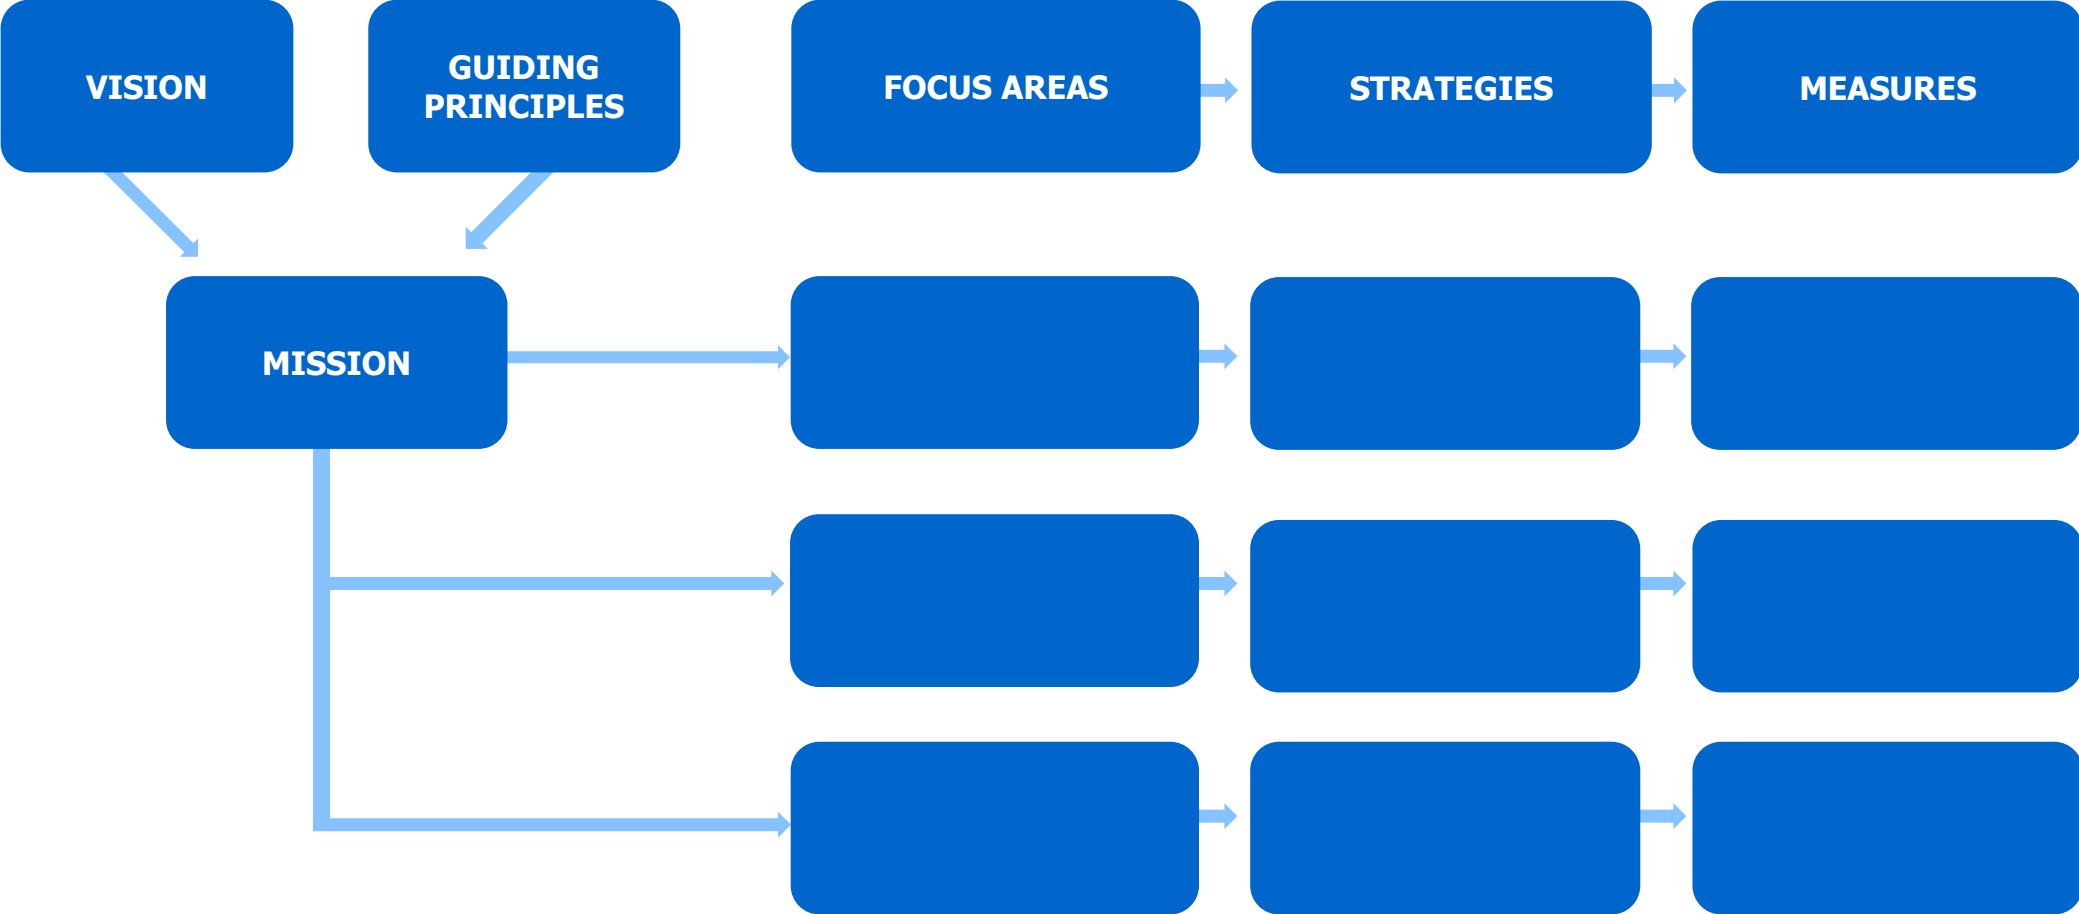 VISION
GUIDING
PRINCIPLES
FOCUS AREAS
STRATEGIES
MEASURES
MISSION